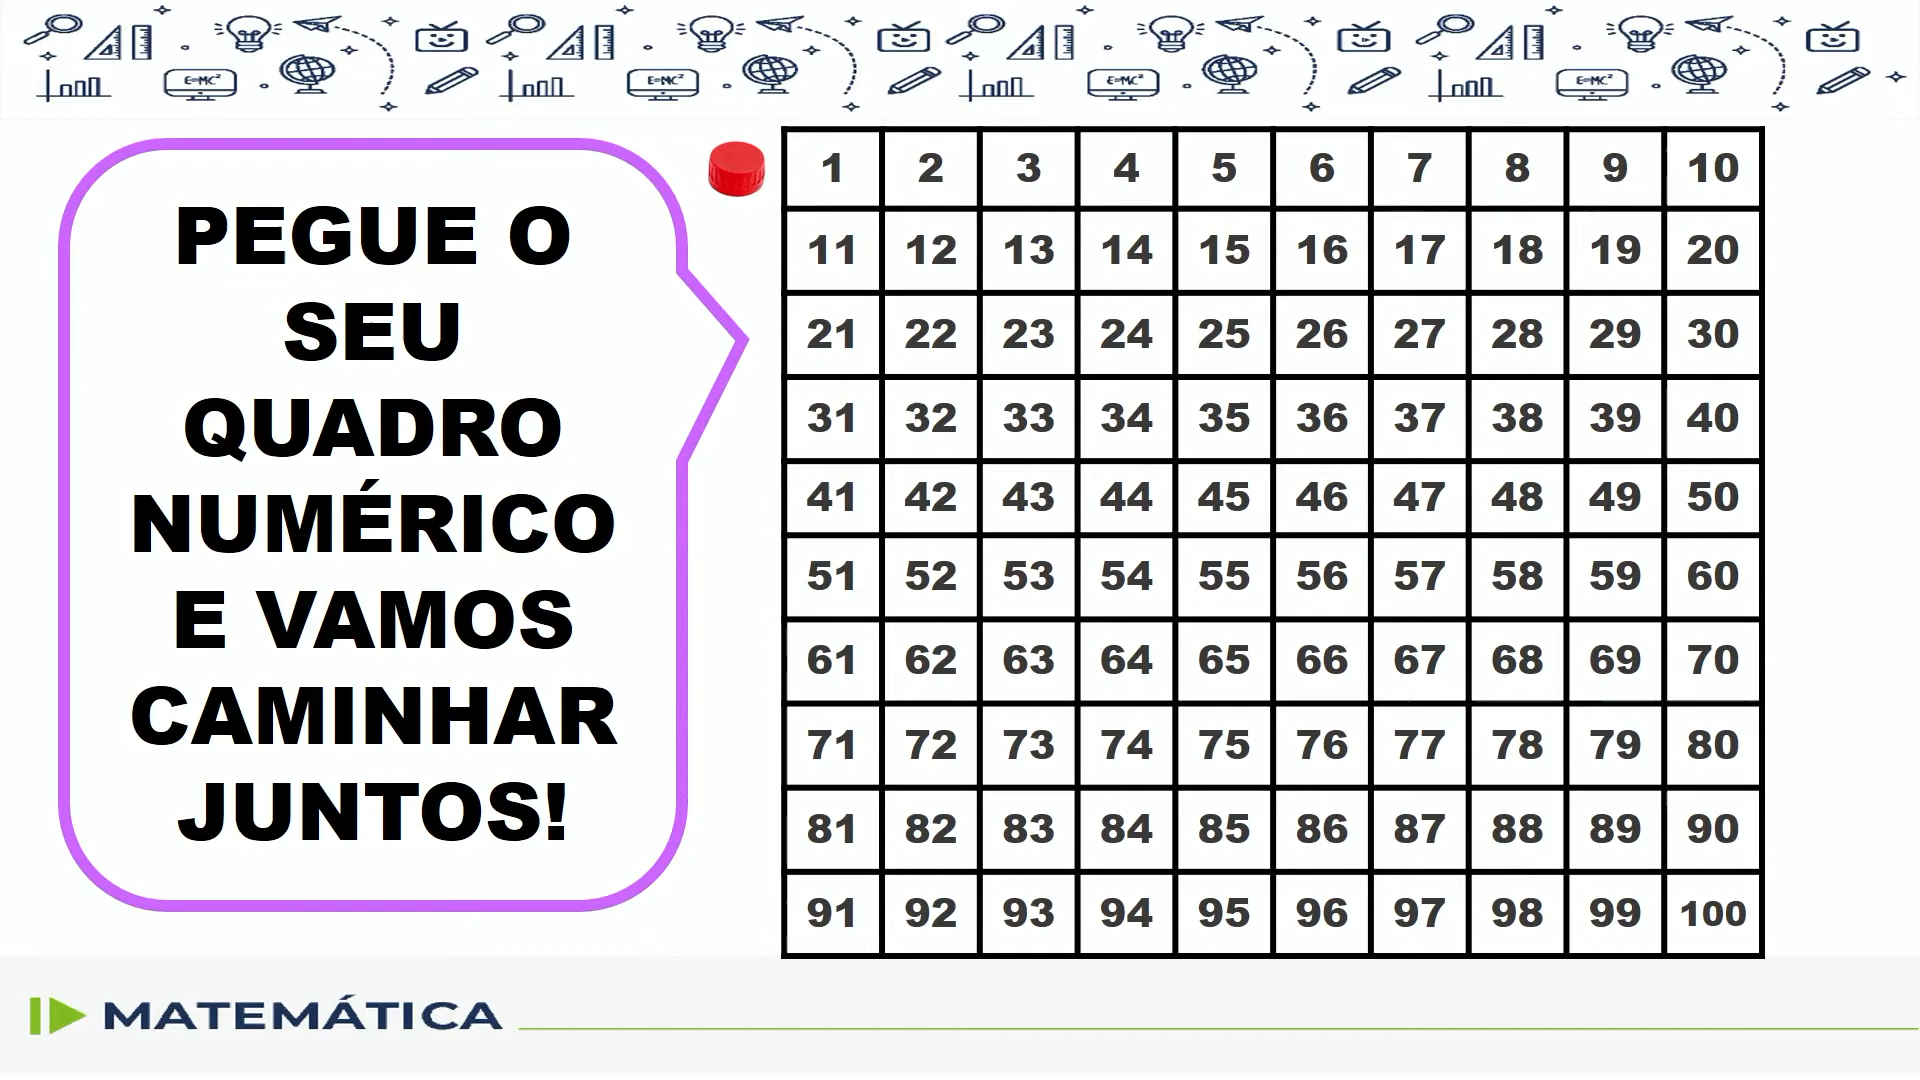 E=MC²
E=MC²
E=MC²
E=MC²
PEGUE O
SEU
QUADRO
NUMÉRICO
E VAMOS
CAMINHAR
JUNTOS!
1 2 3 4 5 6 7 8 9 10
11 12 13 14 15 16 17 18 19 20
21 22 23 24 25 26 27 28 29 30
31 32 33 34 35 36 37 38 39 40
41 42 43 44 45 46 47 48 49 50
51 52 53 54 55 56 57 58 59 60
61 62 63 64 65 66 67 68 69 70
71 72 73 74 75 76 77 78 79 80
81 82 83 84 85 86 87 88 89 90
91 92 93 94 95 96 97 98 99 100
MATEMÁTICA